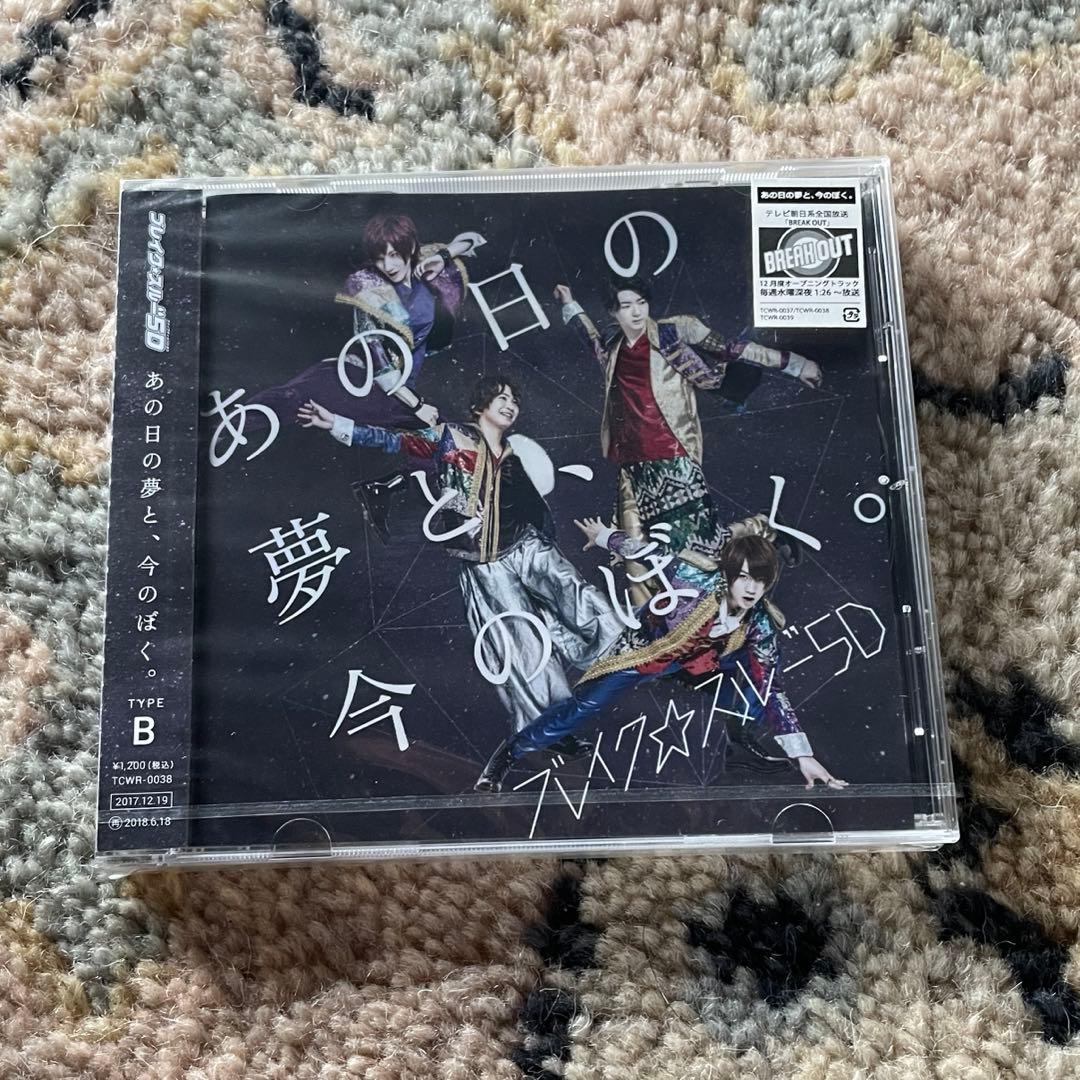 ブレイク☆スルー5D
あの日の夢と、今のぼく。
TYPE
B
¥1,200(税込)
TCWR-0038
2017.12.19
再 2018.6.18
あの日の
夢と、
今のぼく。
ブレイク☆スルー5D
あの日の夢と、今のぼく。
テレビ朝日系全国放送
「BREAK OUT」
BREAK OUT
12月度オープニングトラック
毎週水曜深夜 1:26～放送
TCWR-0037/TCWR-0038
TCWR-0039